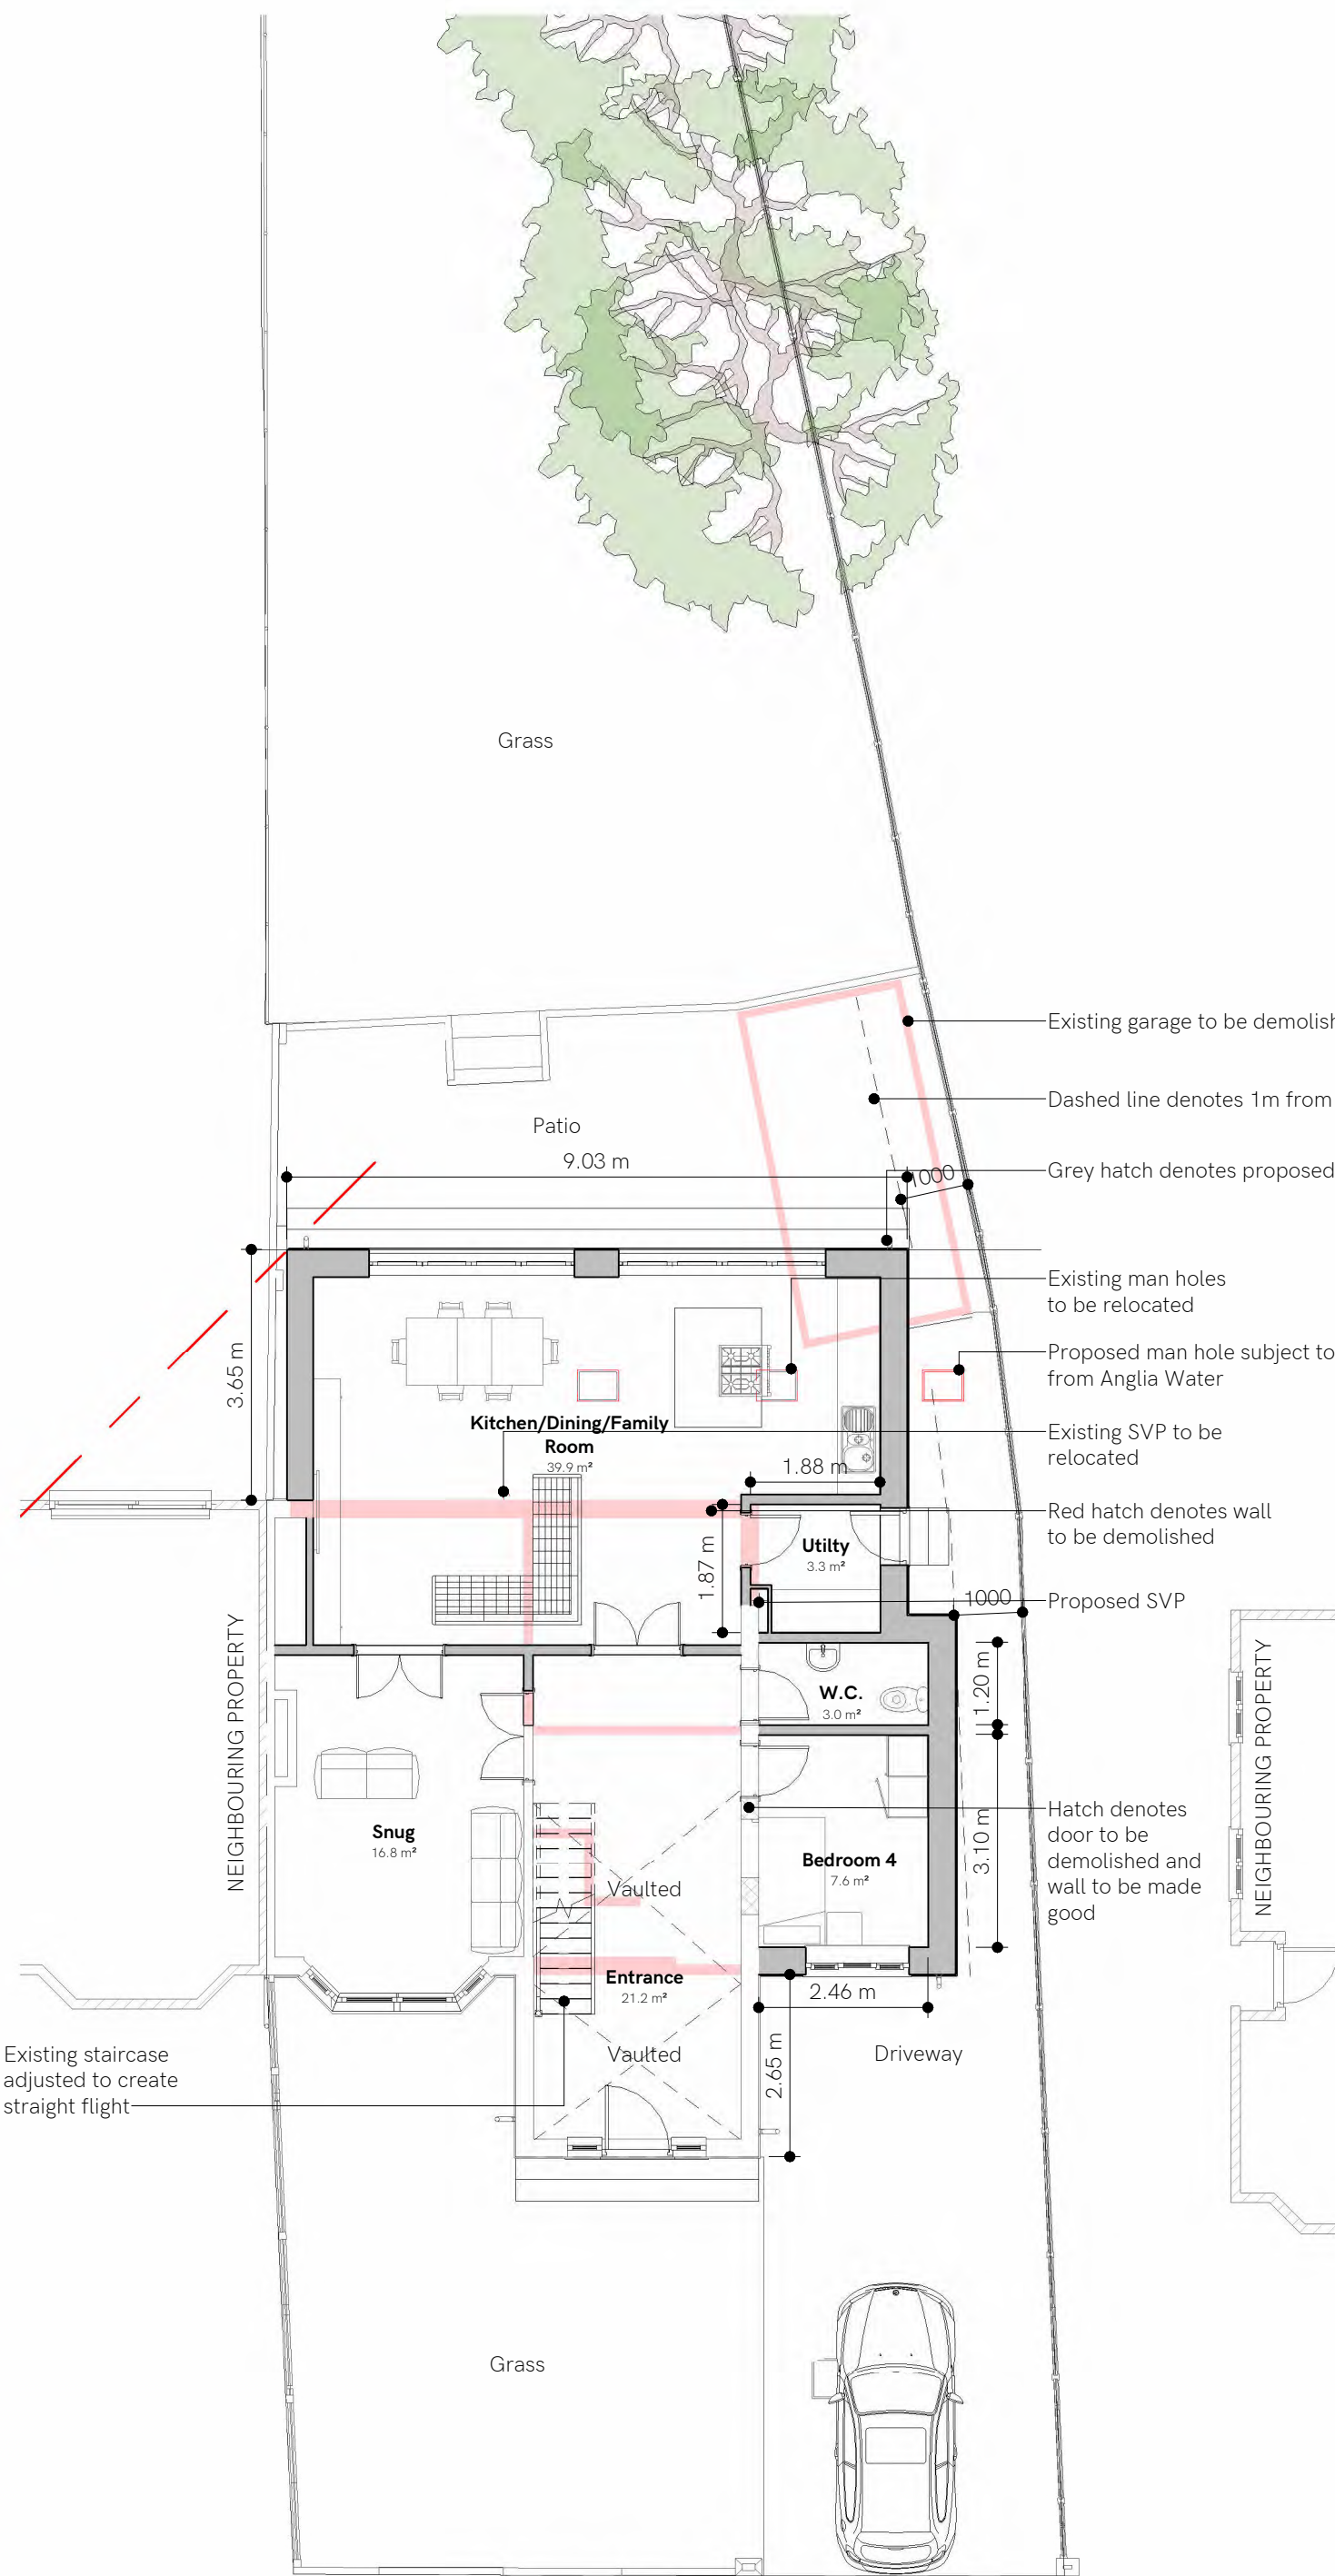 Grass
Existing garage to be demolish
Dashed line denotes 1m from
Patio
9.03 m
1000
Grey hatch denotes proposed
Existing man holes
to be relocated
3.65 m
Proposed man hole subject to
from Anglia Water
Kitchen/Dining/Family
Room
39.9 m²
Existing SVP to be
relocated
1.88 m
Red hatch denotes wall
to be demolished
Utilty
3.3 m²
1.87 m
Proposed SVP
1000
NEIGHBOURING PROPERTY
W.C.
3.0 m²
1.20 m
NEIGHBOURING PROPERTY
Hatch denotes
door to be
demolished and
wall to be made
good
Snug
16.8 m²
Bedroom 4
7.6 m²
3.10 m
Vaulted
Entrance
21.2 m²
2.46 m
Vaulted
2.65 m
Driveway
Existing staircase
adjusted to create
straight flight
Grass